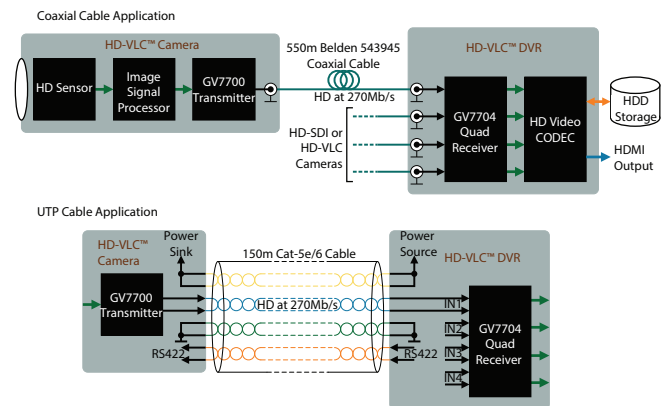 Coaxial Cable Application
HD-VLC™ Camera
HD Sensor
Image
Signal
Processor
GV7700
Transmitter
550m Belden 543945
Coaxial Cable
HD at 270Mb/s
HD-SDI or
HD-VLC
Cameras
HD-VLC™ DVR
GV7704
Quad
Receiver
HD Video
CODEC
HDD
Storage
HDMI
Output
UTP Cable Application
HD-VLC™
Camera
Power
Sink
GV7700
Transmitter
RS422
150m Cat-5e/6 Cable
HD at 270Mb/s
Power
Source
HD-VLC™ DVR
RS422
IN1
IN2
IN3
IN4
GV7704
Quad
Receiver